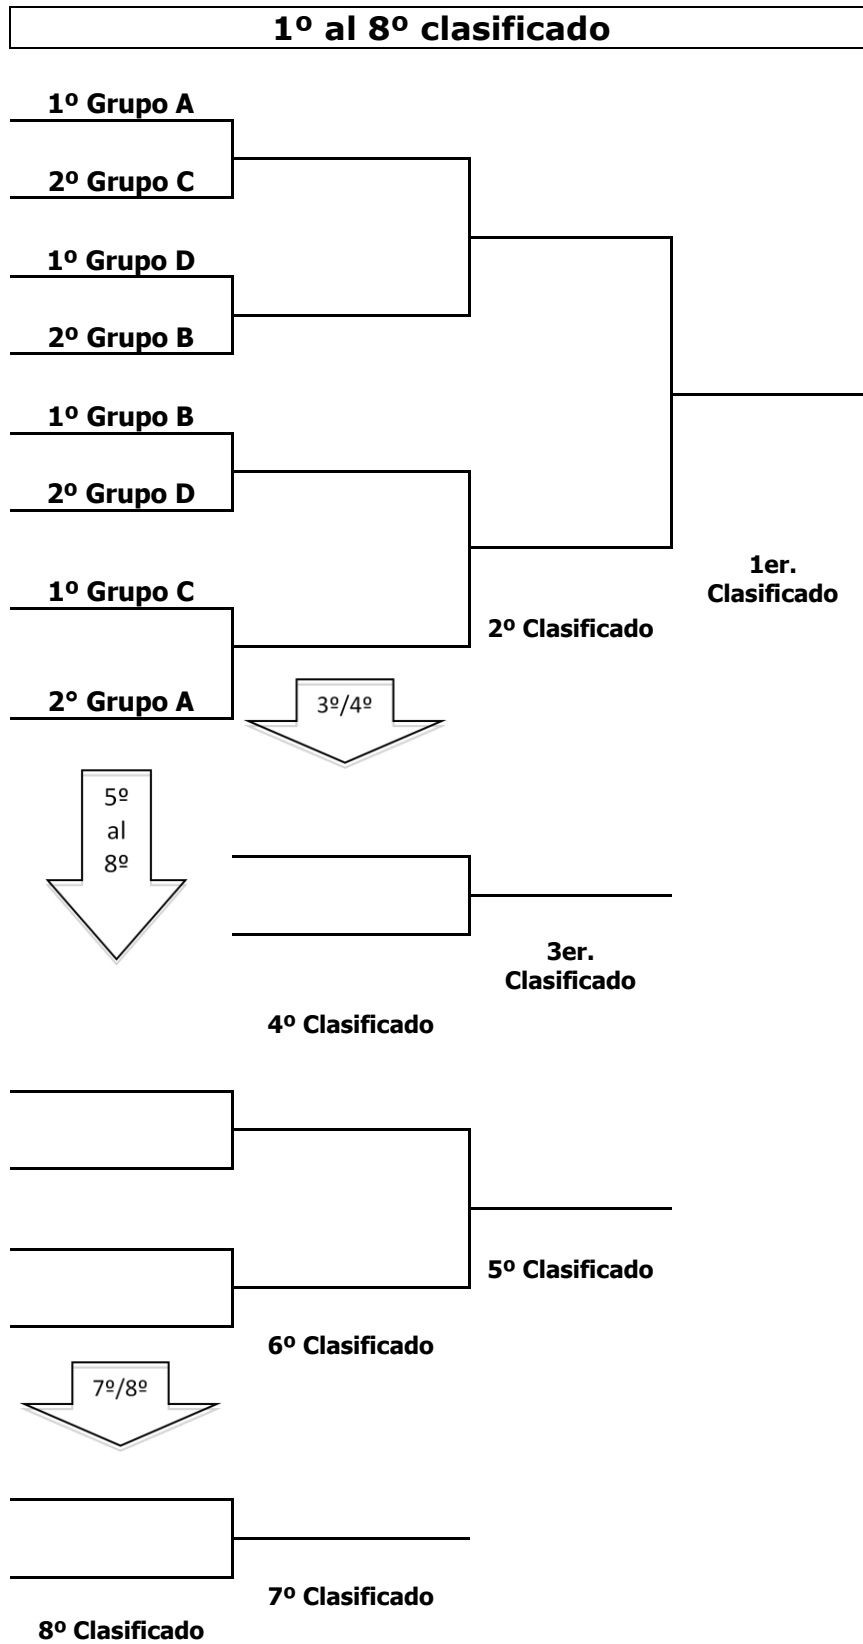 1º al 8º clasificado
1º Grupo A
2º Grupo C
1º Grupo D
2º Grupo B
1º Grupo B
2º Grupo D
1º Grupo C
2° Grupo A
1er.
Clasificado
2º Clasificado
3º/4º
5º
al
8º
3er.
Clasificado
4º Clasificado
5º Clasificado
6º Clasificado
7º/8º
7º Clasificado
8º Clasificado